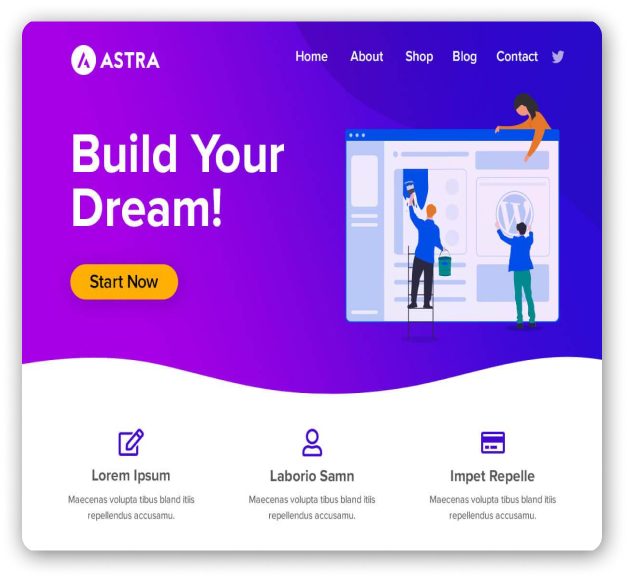 ASTRA
Home About Shop Blog Contact
Build Your
Dream!
Start Now
Lorem Ipsum
Maecenas volupta tibus bland itiis
repellendus accusamu.
Laborio Samn
Maecenas volupta tibus bland itiis
repellendus accusamu.
Impet Repelle
Maecenas volupta tibus bland itiis
repellendus accusamu.